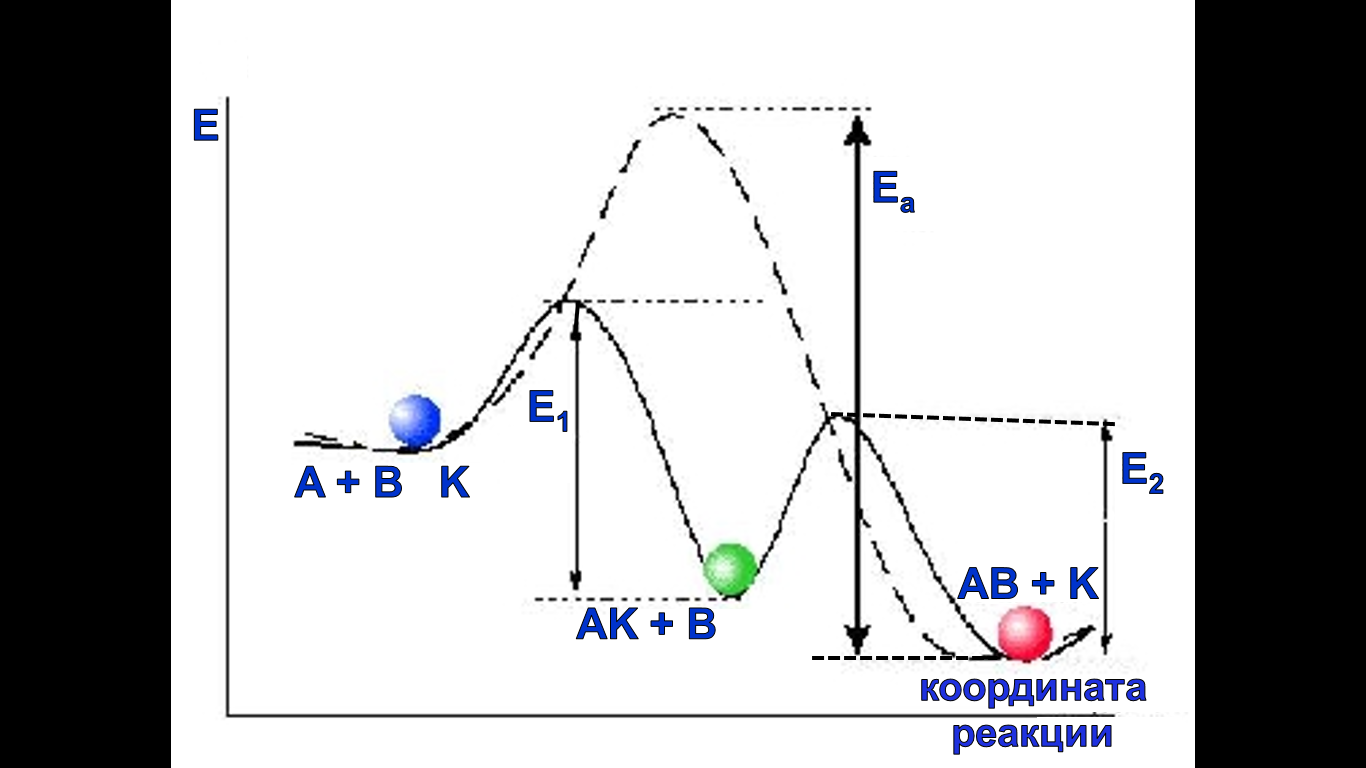 E
Eₐ
E₁
A + B K
E₂
AB + K
AK + B
координата
реакции